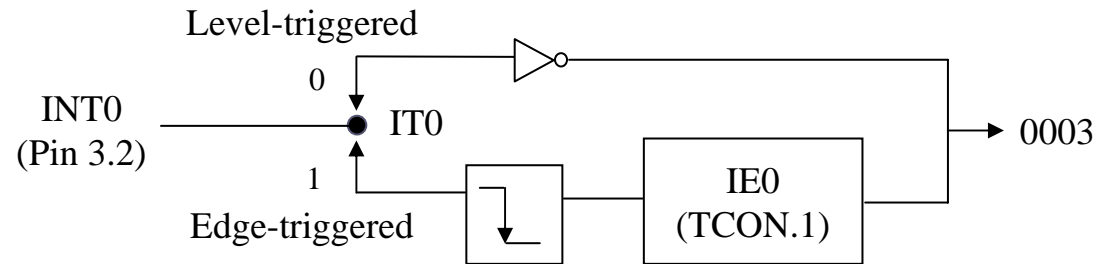 Level-triggered
0
INT0
(Pin 3.2)
IT0
0003
1
IE0
(TCON.1)
Edge-triggered